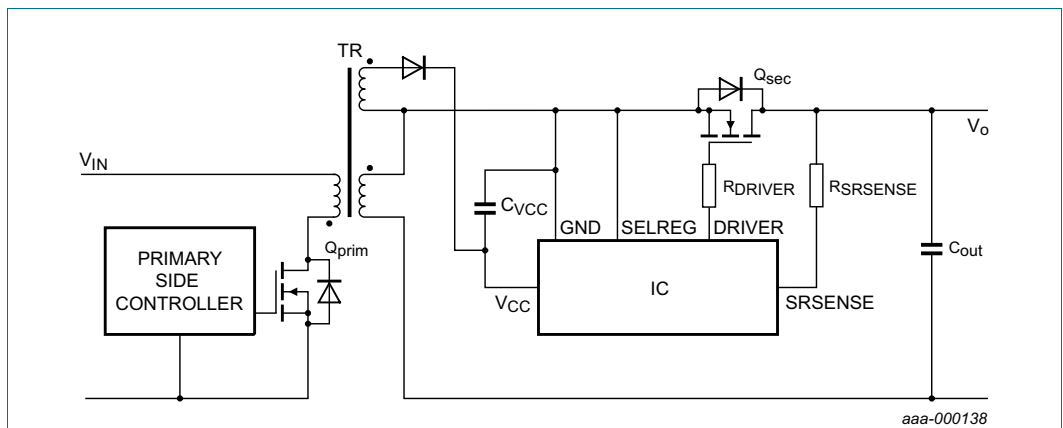 TR
Qsec
Vo
VIN
RDRIVER
RSRSENSE
CVCC
GND
SELREG
DRIVER
Qprim
Cout
PRIMARY
SIDE
CONTROLLER
IC
VCC
SRSENSE
aaa-000138